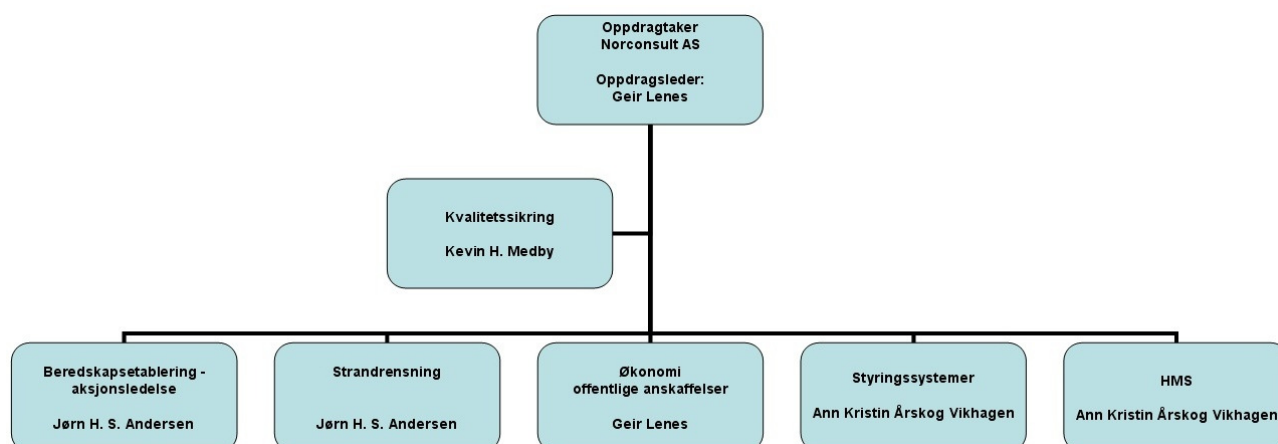 Oppdragtaker
Norconsult AS
Oppdragsleder:
Geir Lenes
Kvalitetssikring
Kevin H. Medby
Beredskapsetablering -
aksjonsledelse
Jørn H. S. Andersen
Strandrensning
Jørn H. S. Andersen
Økonomi
offentlige anskaffelser
Geir Lenes
Styringssystemer
Ann Kristin Årskog Vikhagen
HMS
Ann Kristin Årskog Vikhagen